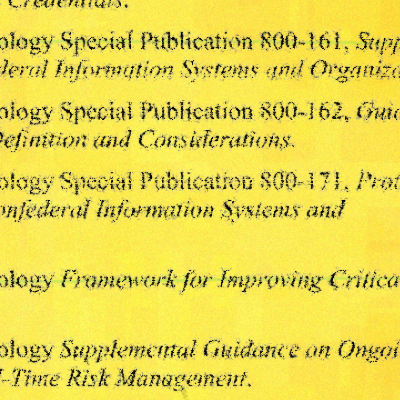 Credentials.
ology Special Publication 800-161, Supp
deral Information Systems and Organiza
ology Special Publication 800-162, Guid
Definition and Considerations.
ology Special Publication 800-171, Prot
onfederal Information Systems and
ology Framework for Improving Critica
ology Supplemental Guidance on Ongoi
l-Time Risk Management.